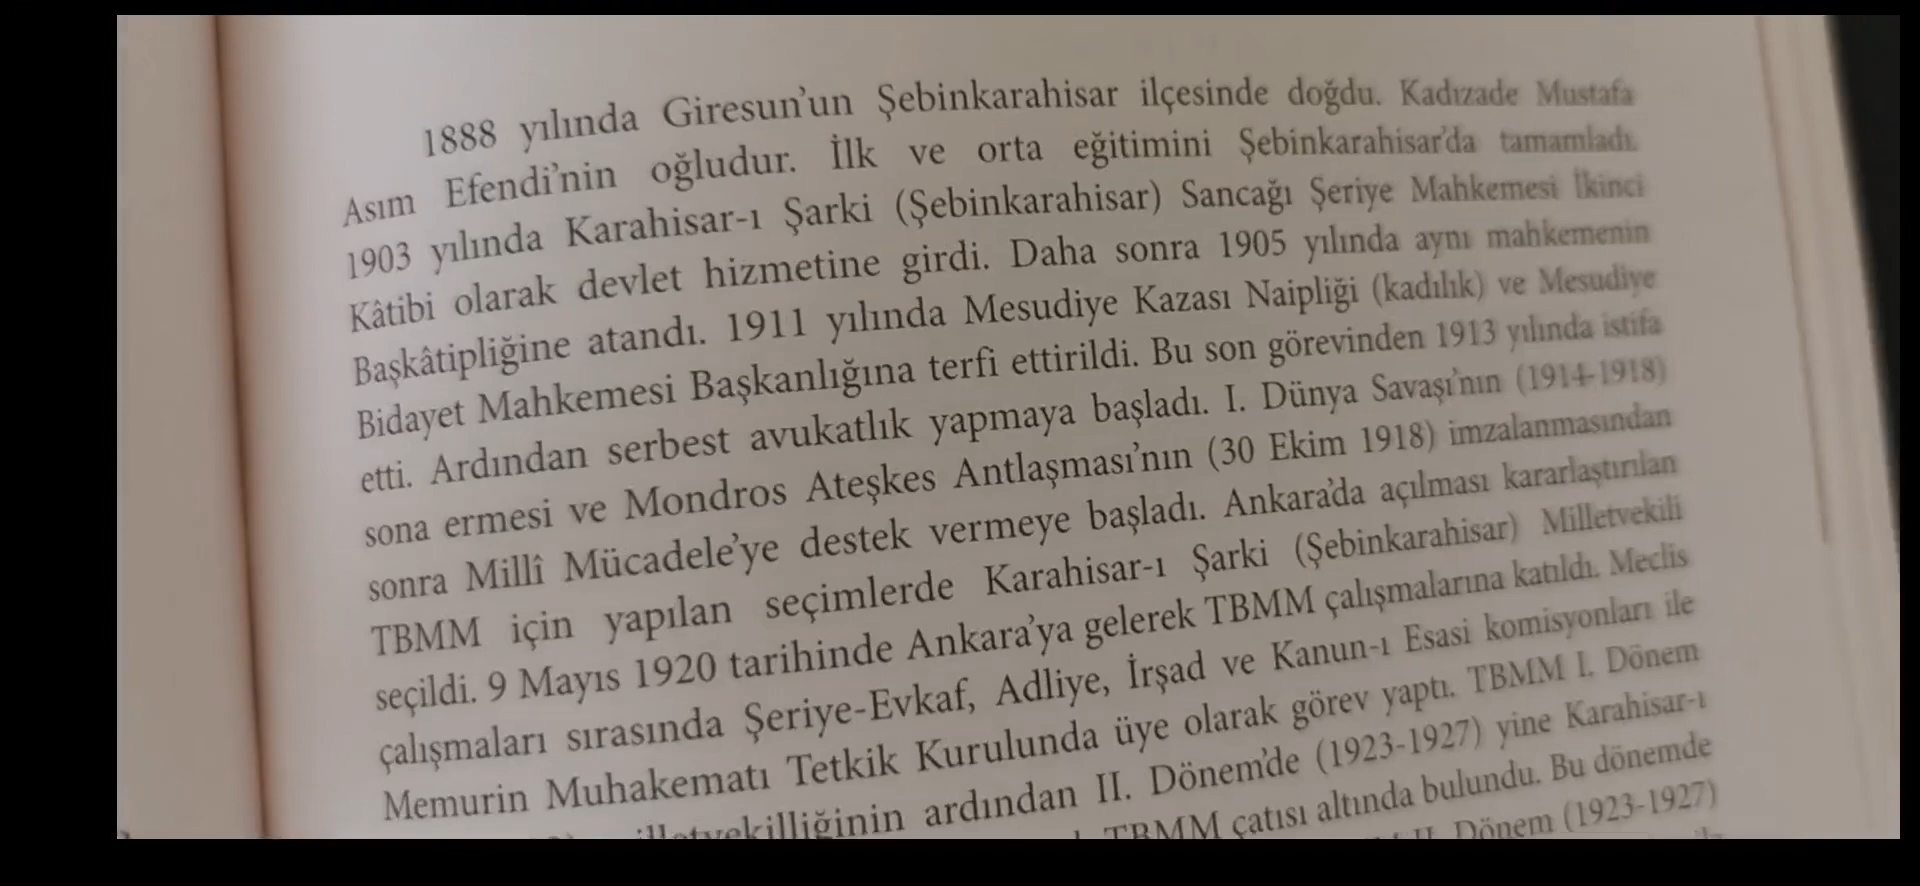 1888 yılında Giresun’un Şebinkarahisar ilçesinde doğdu. Kadızade Mustafa
Asım Efendi’nin oğludur. İlk ve orta eğitimini Şebinkarahisar’da tamamladı.
1903 yılında Karahisar-ı Şarki (Şebinkarahisar) Sancağı Şeriye Mahkemesi İkinci
Kâtibi olarak devlet hizmetine girdi. Daha sonra 1905 yılında aynı mahkemenin
Başkâtipliğine atandı. 1911 yılında Mesudiye Kazası Naipliği (kadılık) ve Mesudiye
Bidayet Mahkemesi Başkanlığına terfi ettirildi. Bu son görevinden 1913 yılında istifa
etti. Ardından serbest avukatlık yapmaya başladı. I. Dünya Savaşı’nın (1914-1918)
sona ermesi ve Mondros Ateşkes Antlaşması’nın (30 Ekim 1918) imzalanmasından
sonra Millî Mücadele’ye destek vermeye başladı. Ankara’da açılması kararlaştırılan
TBMM için yapılan seçimlerde Karahisar-ı Şarki (Şebinkarahisar) Milletvekili
seçildi. 9 Mayıs 1920 tarihinde Ankara’ya gelerek TBMM çalışmalarına katıldı. Meclis
çalışmaları sırasında Şeriye-Evkaf, Adliye, İrşad ve Kanun-ı Esasi komisyonları ile
Memurin Muhakematı Tetkik Kurulunda üye olarak görev yaptı. TBMM I. Dönem
milletvekilliğinin ardından II. Dönem’de (1923-1927) yine Karahisar-ı
TBMM çatısı altında bulundu. Bu dönemde
II. Dönem (1923-1927)